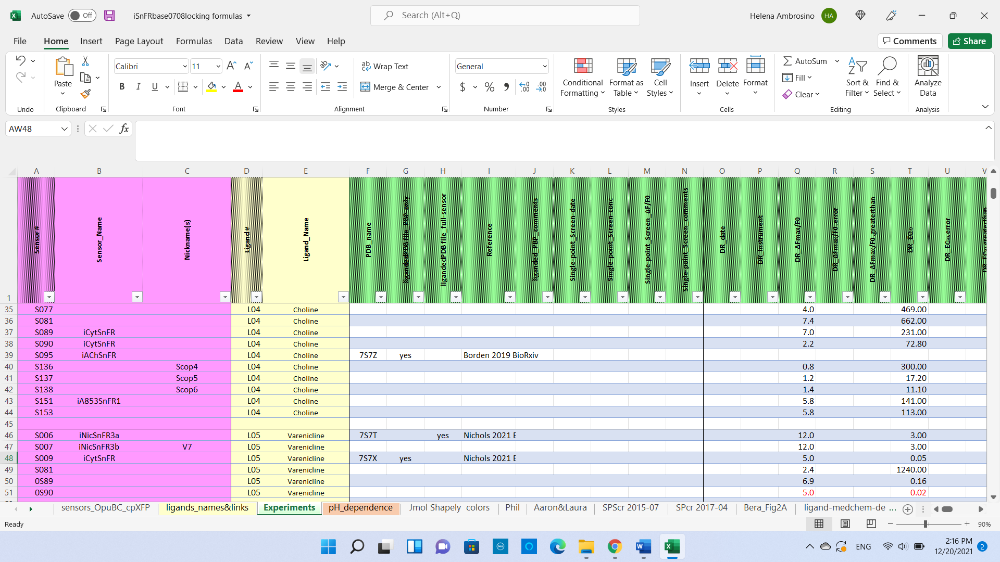 AutoSave Off iSnFRbase0708locking formulas Search (Alt+Q) Helena Ambrosino HA
File Home Insert Page Layout Formulas Data Review View Help Comments Share
Paste Calibri 11 Wrap Text General Conditional Formatting Format as Table Cell Styles Insert Delete Format AutoSum Fill Clear Sort & Filter Find & Select Analyze Data
B I U A Merge & Center $ %
Undo Clipboard Font Alignment Number Styles Cells Editing Analysis
AW48 fx
A B C D E F G H I J K L M N O P Q R S T U V
1 Sensor # Sensor_Name Nickname(s) Ligand# Ligand_Name PDB_name ligandedPDB file_PBP-only ligandedPDB file_full-sensor Reference liganded_PBP_comments Single-point_Screen-date Single-point_Screen-conc Single-point_Screen_ΔF/F0 Single-point_Screen_comments DR_date DR_Instrument DR_ΔFmax/F0 DR_ΔFmax/F0.error DR_ΔFmax/F0.greaterthan DR_EC₅₀ DR_EC₅₀.error
35 S077 L04 Choline 4.0 469.00
36 S081 L04 Choline 7.4 662.00
37 S089 iCytSnFR L04 Choline 7.0 231.00
38 S090 iCytSnFR L04 Choline 2.2 72.80
39 S095 iAChSnFR L04 Choline 7S7Z yes Borden 2019 BioRxiv
40 S136 Scop4 L04 Choline 0.8 300.00
41 S137 Scop5 L04 Choline 1.2 17.20
42 S138 Scop6 L04 Choline 1.4 11.10
43 S151 iA853SnFR1 L04 Choline 5.8 141.00
44 S153 L04 Choline 5.8 113.00
45
46 S006 iNicSnFR3a L05 Varenicline 7S7T yes Nichols 2021 E 12.0 3.00
47 S007 iNicSnFR3b V7 L05 Varenicline 12.0 3.00
48 S009 iCytSnFR L05 Varenicline 7S7X yes Nichols 2021 E 5.0 0.05
49 S081 L05 Varenicline 2.4 1240.00
50 0S89 L05 Varenicline 6.9 0.16
51 0S90 L05 Varenicline 5.0 0.02
sensors_OpuBC_cpXFP ligands_names&links Experiments pH_dependence Jmol Shapely colors Phil Aaron&Laura SPScr 2015-07 SPcr 2017-04 Bera_Fig2A ligand-medchem-de ...
Ready 90%
ENG 2:16 PM
12/20/2021 2